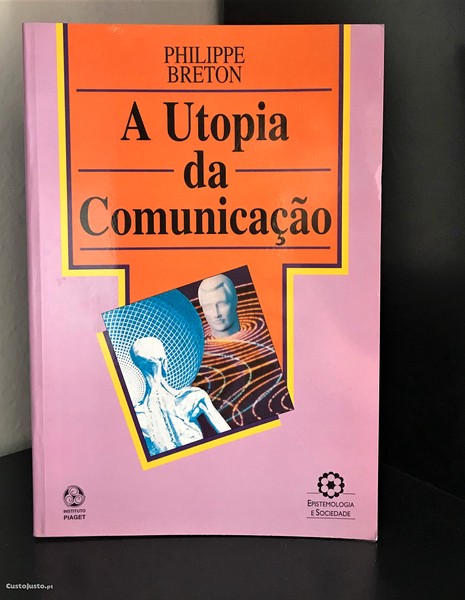 PHILIPPE
BRETON
A Utopia
da
Comunicação
INSTITUTO
PIAGET
EPISTEMOLOGIA
E SOCIEDADE
CustoJusto.pt